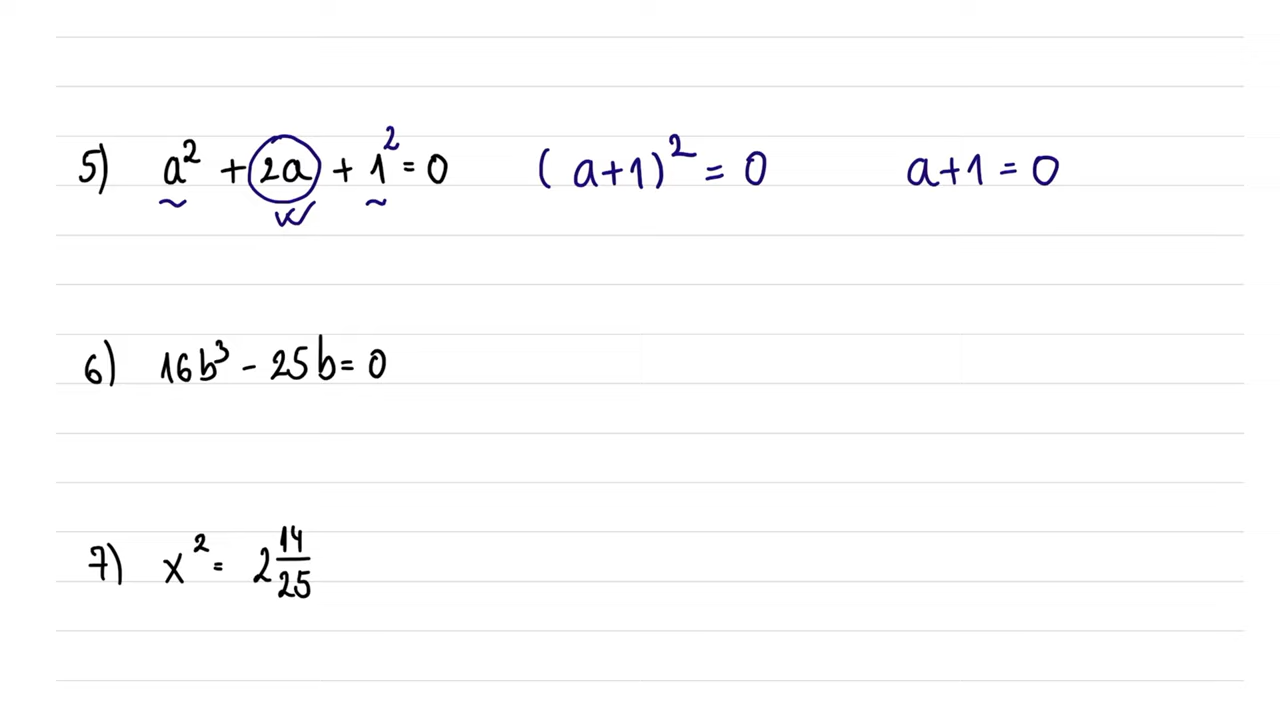 5) a² + 2a + 1² = 0 (a+1)² = 0 a+1 = 0
6) 16b³ - 25b = 0
7) x² = 2 14/25